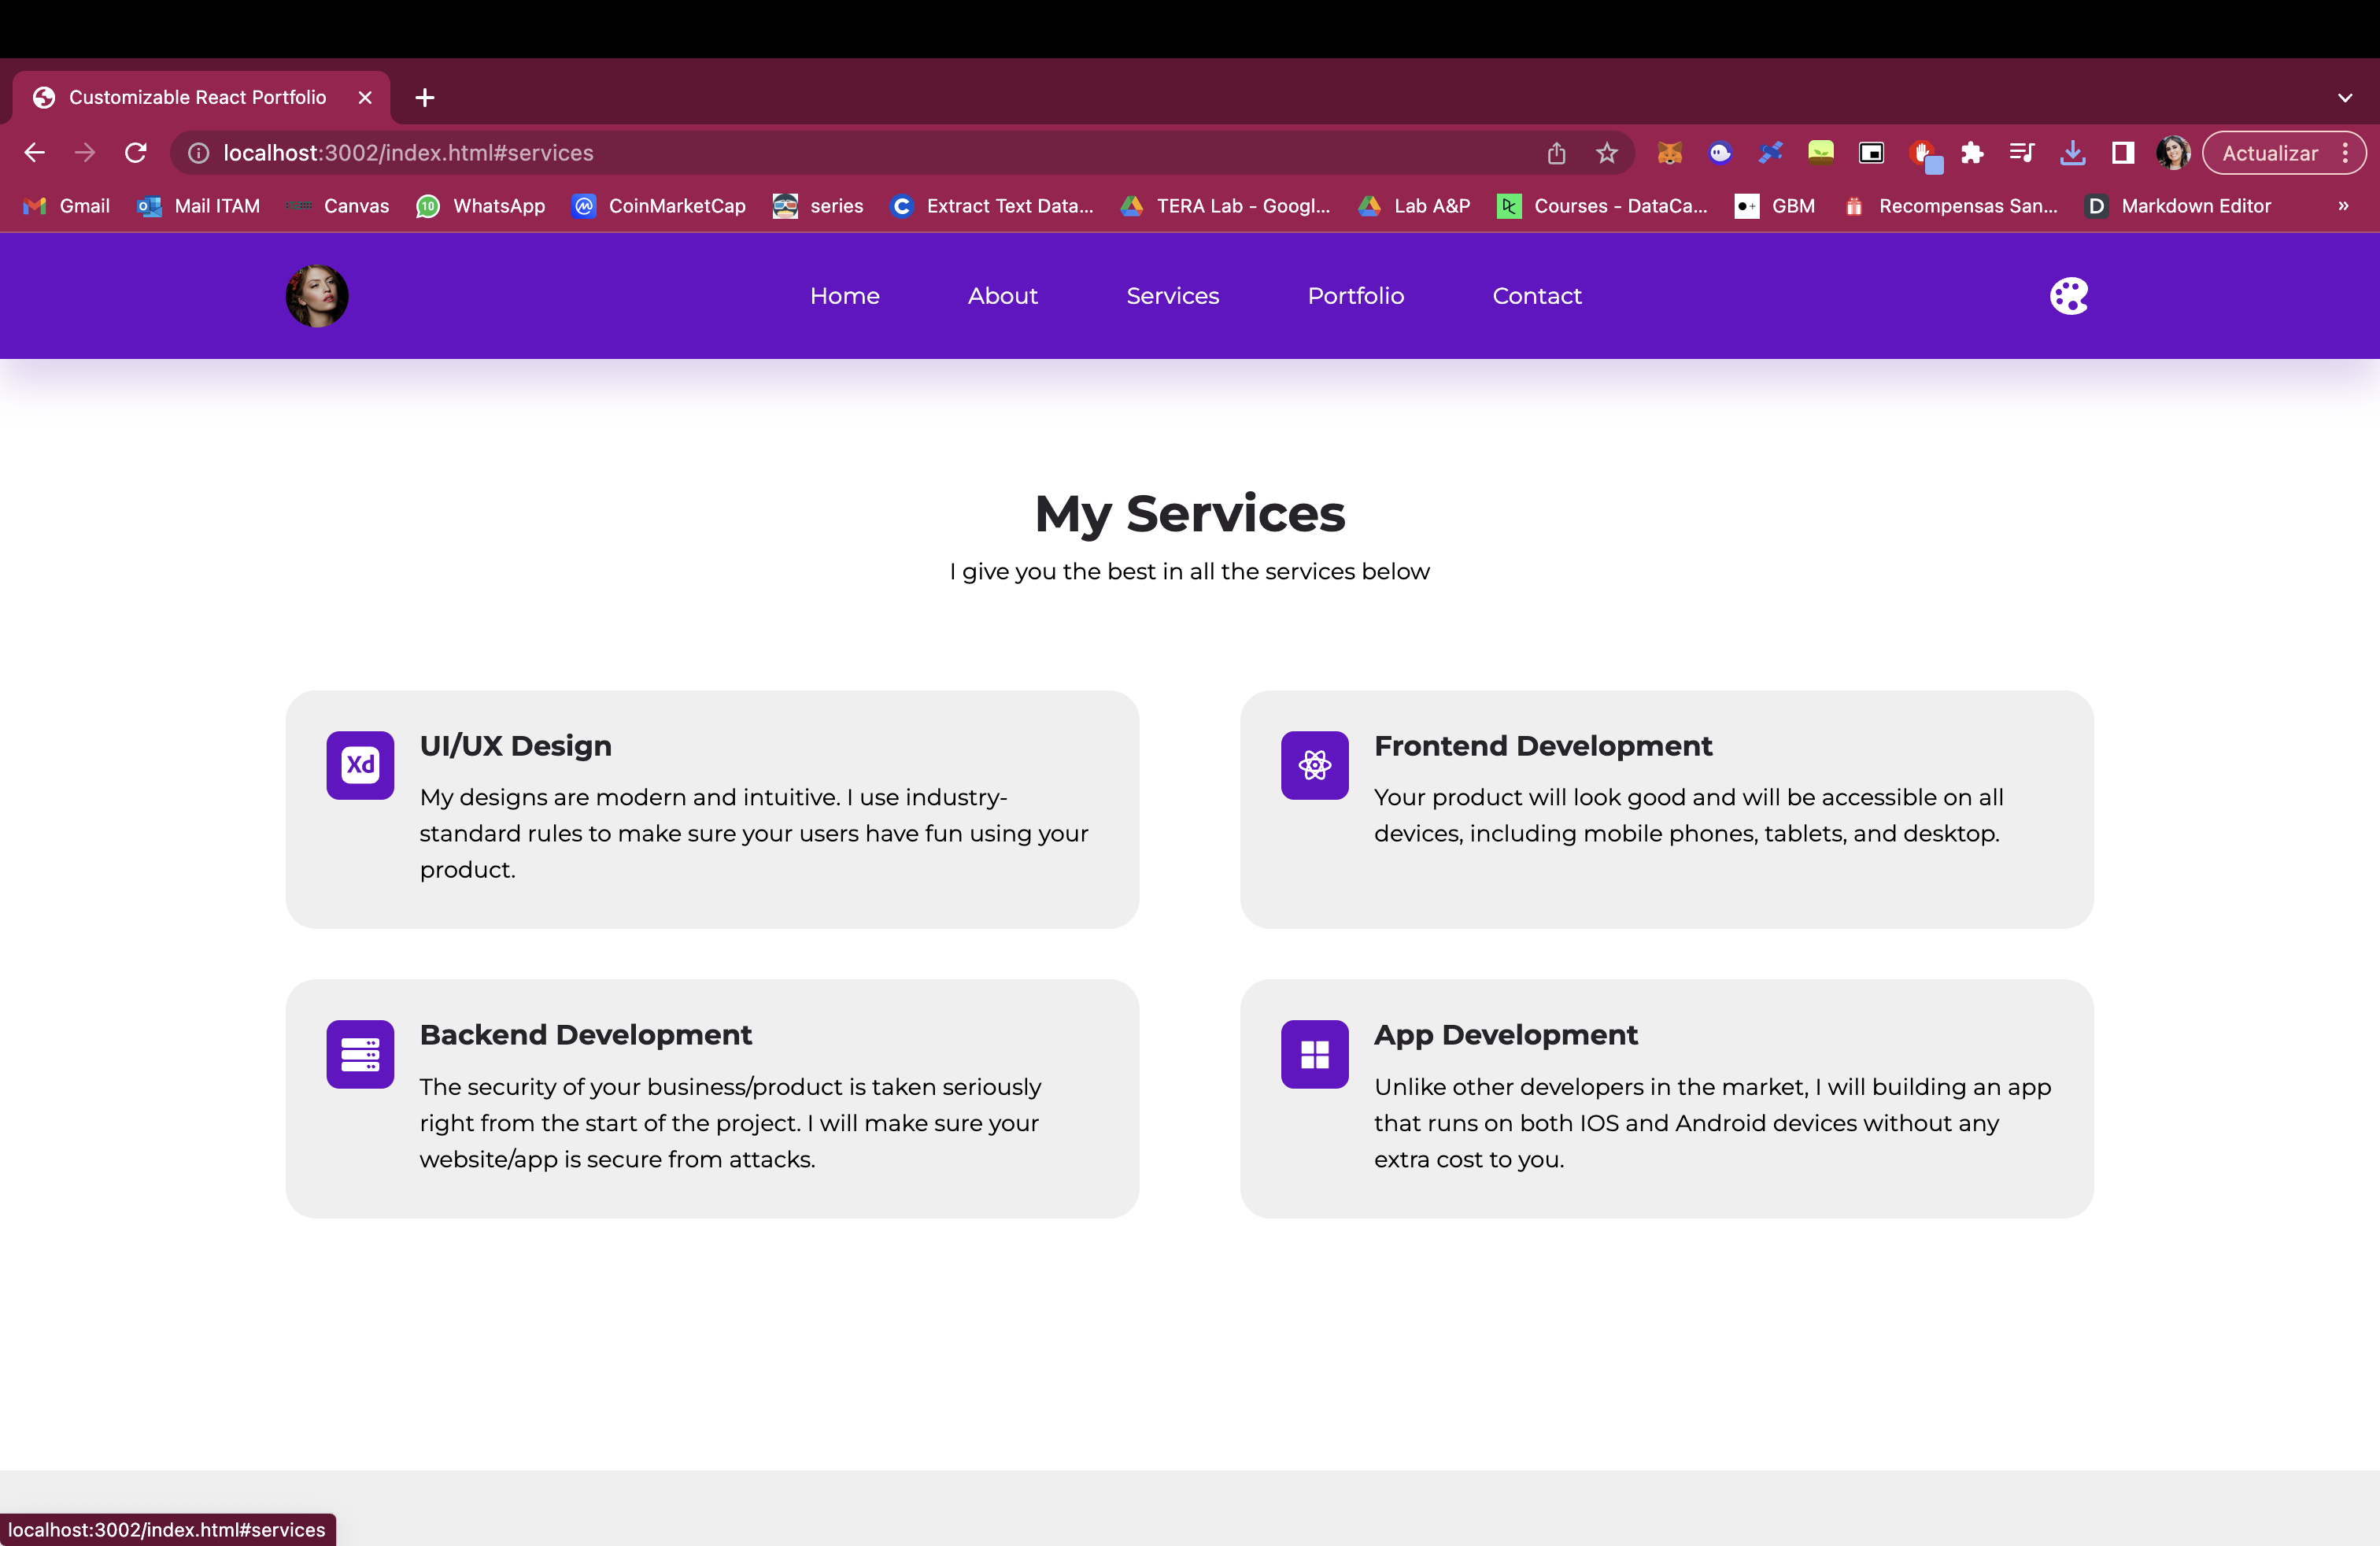 Customizable React Portfolio
localhost:3002/index.html#services
Actualizar
Gmail
Mail ITAM
Canvas
10
WhatsApp
CoinMarketCap
series
C
Extract Text Data...
TERA Lab - Googl...
Lab A&P
Courses - DataCa...
GBM
Recompensas San...
D
Markdown Editor
»
Home
About
Services
Portfolio
Contact
My Services
I give you the best in all the services below
Xd
UI/UX Design
My designs are modern and intuitive. I use industry-
standard rules to make sure your users have fun using your
product.
Frontend Development
Your product will look good and will be accessible on all
devices, including mobile phones, tablets, and desktop.
Backend Development
The security of your business/product is taken seriously
right from the start of the project. I will make sure your
website/app is secure from attacks.
App Development
Unlike other developers in the market, I will building an app
that runs on both IOS and Android devices without any
extra cost to you.
localhost:3002/index.html#services